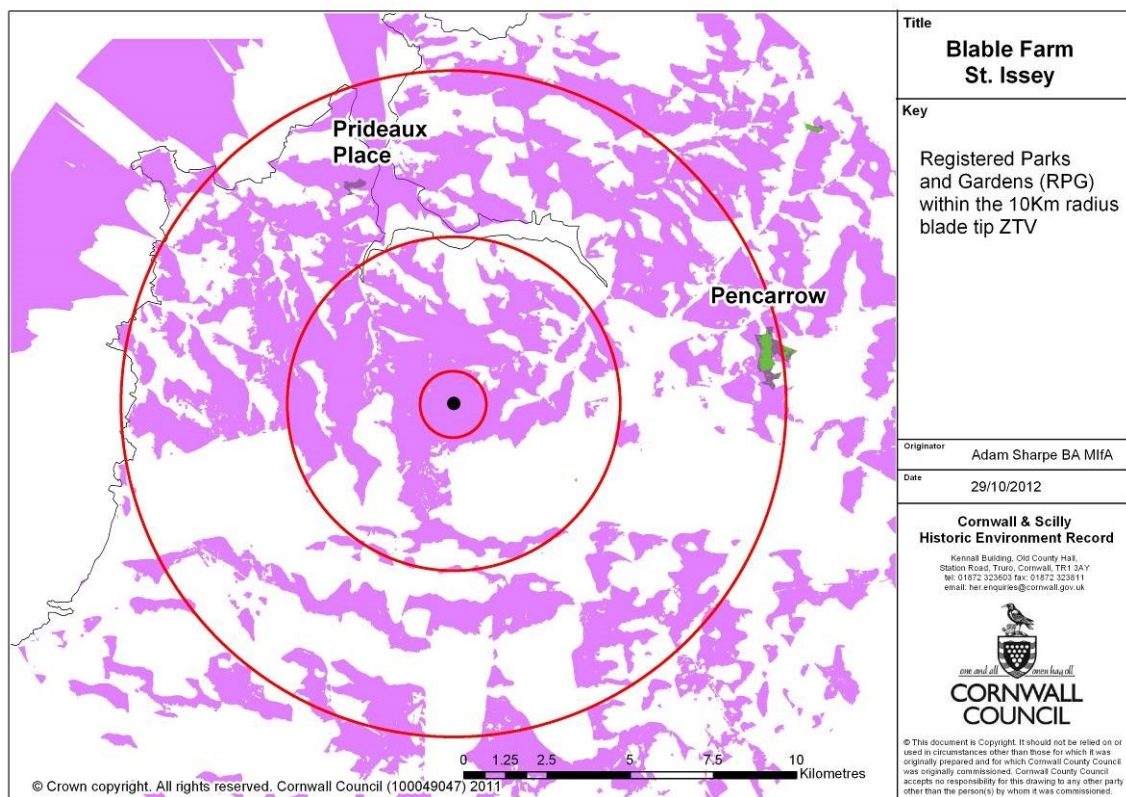 Prideaux
Place
Pencarrow
0 1.25 2.5 5 7.5 10
Kilometres
© Crown copyright. All rights reserved. Cornwall Council (100049047) 2011
Title
Blable Farm
St. Issey
Key
Registered Parks
and Gardens (RPG)
within the 10Km radius
blade tip ZTV
Originator
Adam Sharpe BA MIfA
Date
29/10/2012
Cornwall & Scilly
Historic Environment Record
Kennall Building, Old County Hall,
Station Road, Truro, Cornwall, TR1 3AY
tel: 01872 323603 fax: 01872 323811
email: her.enquiries@cornwall.gov.uk
one and all onen hag oll
CORNWALL
COUNCIL
© This document is Copyright. It should not be relied on or
used in circumstances other than those for which it was
originally prepared and for which Cornwall County Council
was originally commissioned. Cornwall County Council
accepts no responsibility for this drawing to any other party
other than the person(s) by whom it was commissioned.